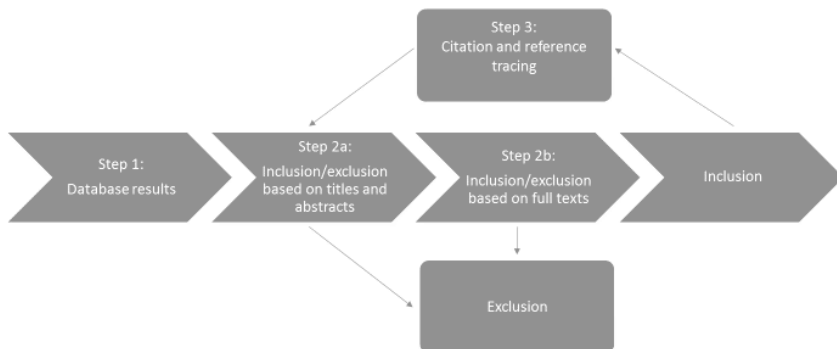 Step 3:
Citation and reference
tracing
Step 1:
Database results
Step 2a:
Inclusion/exclusion
based on titles and
abstracts
Step 2b:
Inclusion/exclusion
based on full texts
Inclusion
Exclusion